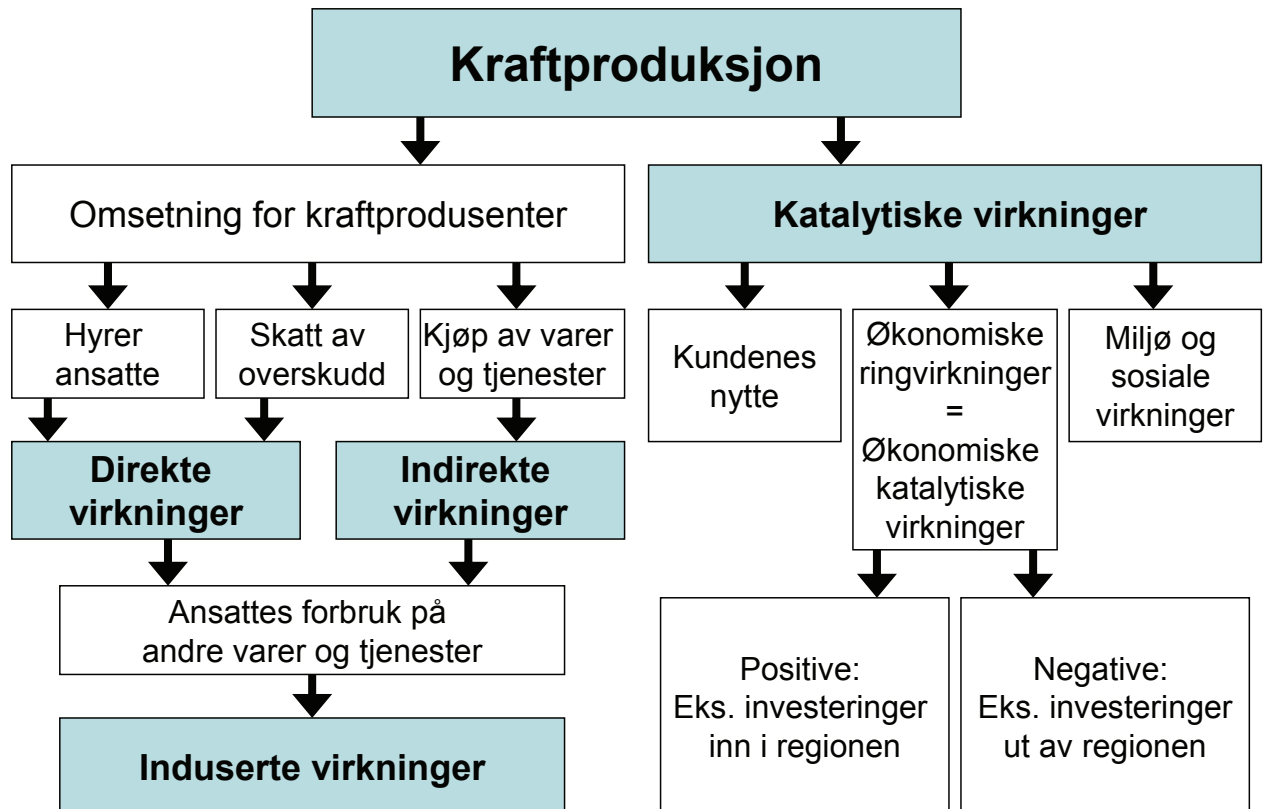 Kraftproduksjon
Omsetning for kraftprodusenter
Katalytiske virkninger
Hyrer
ansatte
Skatt av
overskudd
Kjøp av varer
og tjenester
Kundenes
nytte
Økonomiske
ringvirkninger
=
Økonomiske
katalytiske
virkninger
Miljø og
sosiale
virkninger
Direkte
virkninger
Indirekte
virkninger
Ansattes forbruk på
andre varer og tjenester
Induserte virkninger
Positive:
Eks. investeringer
inn i regionen
Negative:
Eks. investeringer
ut av regionen